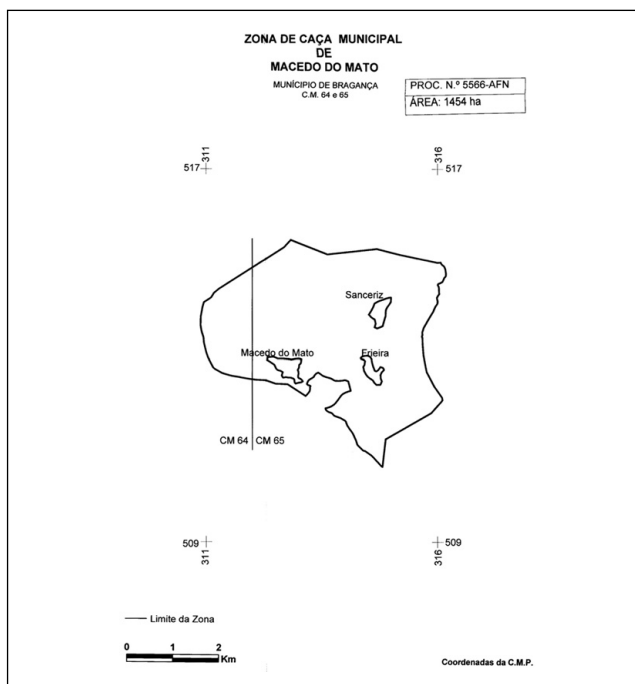 ZONA DE CAÇA MUNICIPAL
DE
MACEDO DO MATO
MUNÍCIPIO DE BRAGANÇA
C.M. 64 e 65
PROC. N.º 5566-AFN
ÁREA: 1454 ha
311
316
517
517
Sanceriz
Macedo do Mato
Frieira
CM 64
CM 65
509
509
311
316
Limite da Zona
0 1 2
Km
Coordenadas da C.M.P.